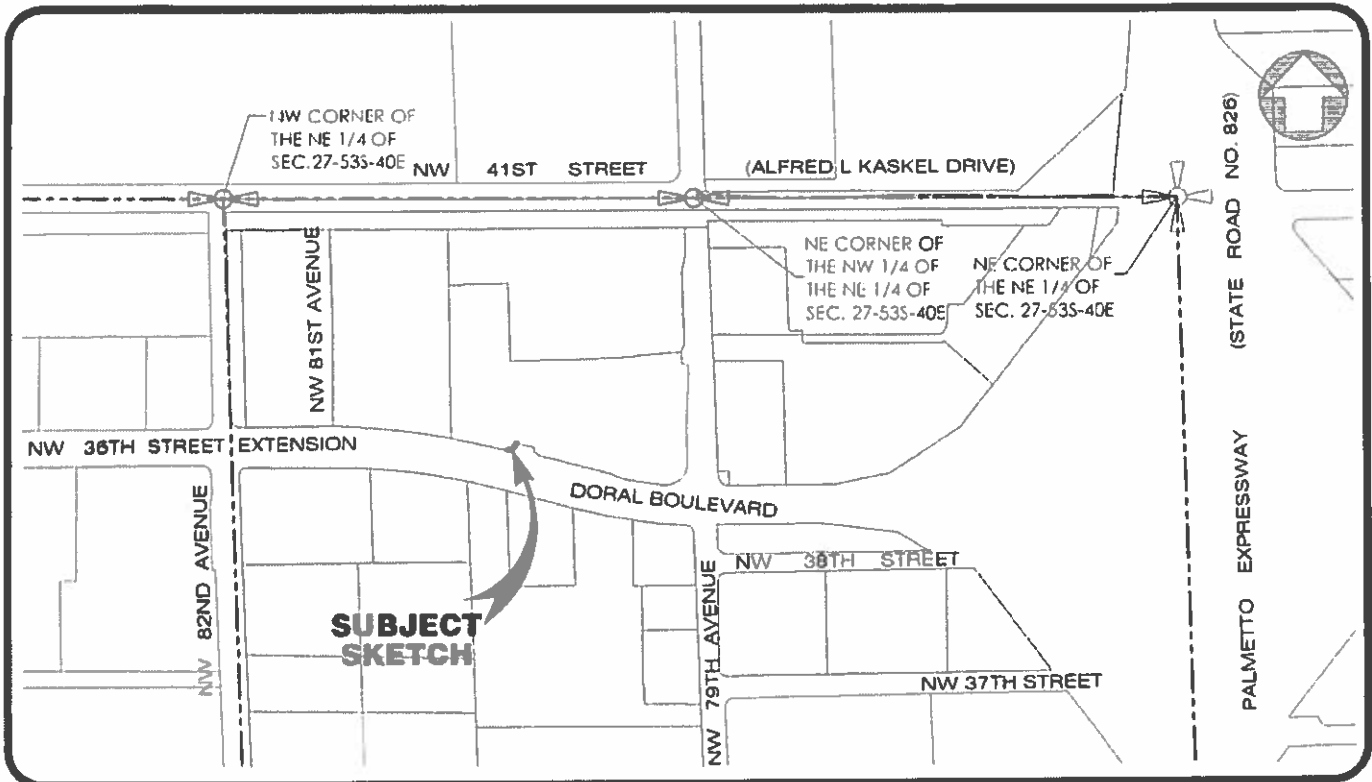 NW CORNER OF
THE NE 1/4 OF
SEC. 27-53S-40E
NW 41ST STREET
(ALFRED L KASKEL DRIVE)
(STATE ROAD NO. 826)
NE CORNER OF
THE NW 1/4 OF
THE NE 1/4 OF
SEC. 27-53S-40E
NE CORNER OF
THE NE 1/4 OF
SEC. 27-53S-40E
NW 81ST AVENUE
NW 36TH STREET EXTENSION
DORAL BOULEVARD
NW 82ND AVENUE
SUBJECT
SKETCH
NW 79TH AVENUE
NW 38TH STREET
NW 37TH STREET
PALMETTO EXPRESSWAY